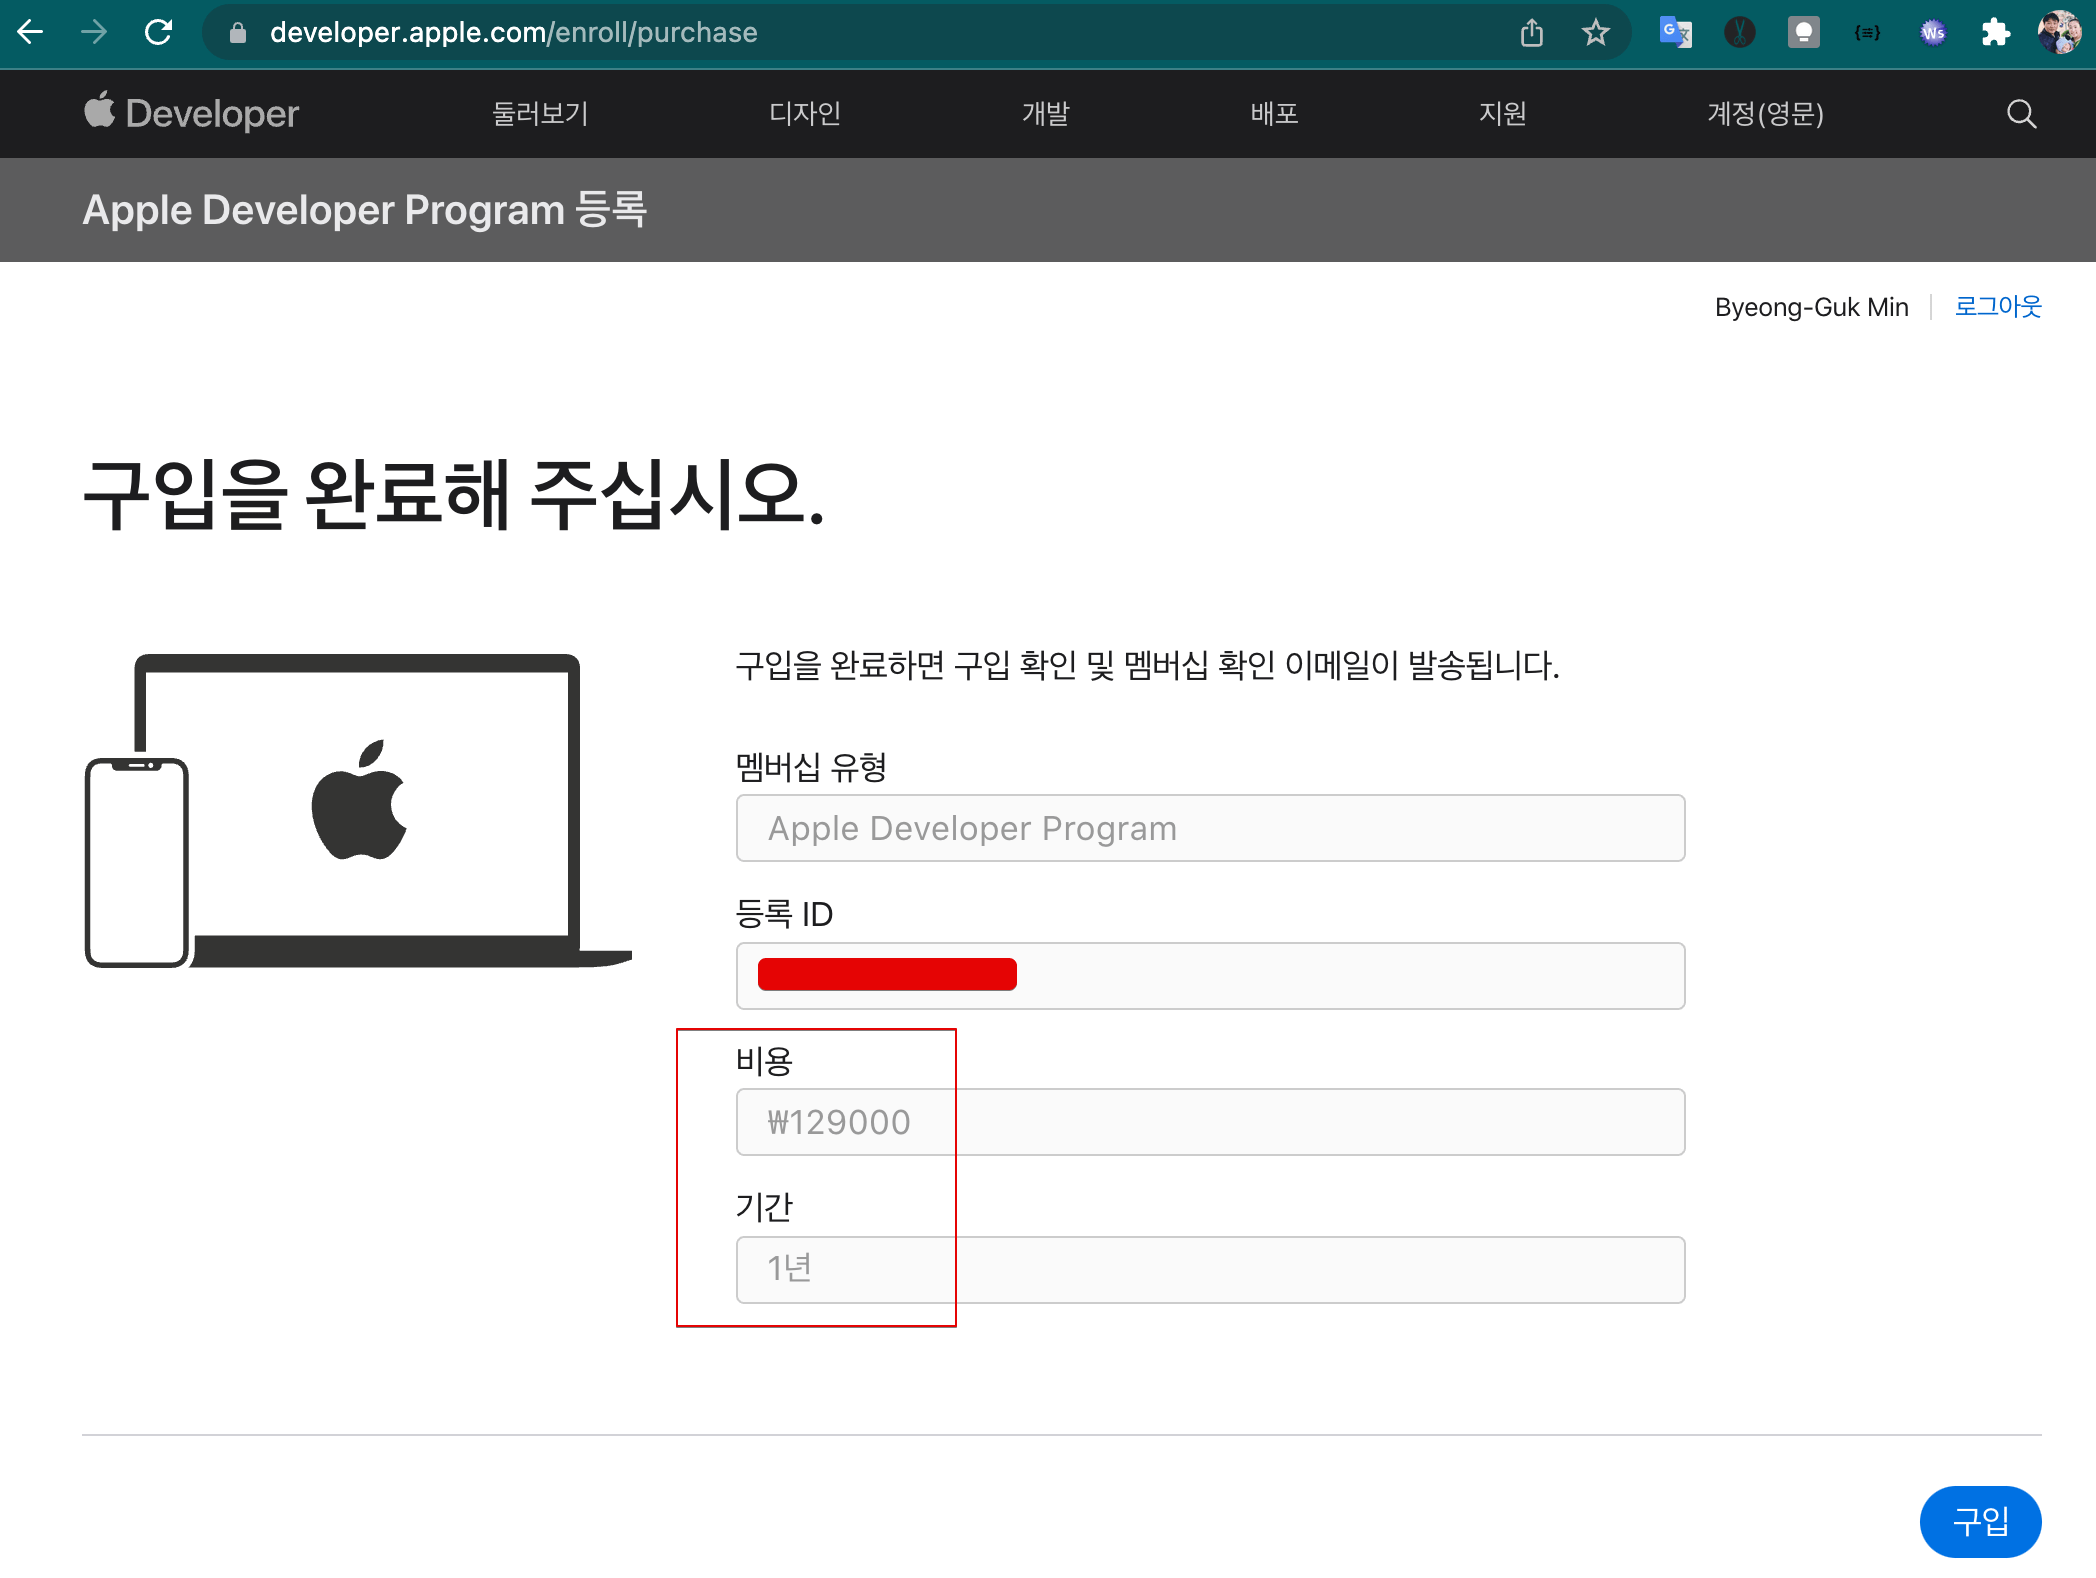 developer.apple.com/enroll/purchase
Developer
둘러보기
디자인
개발
배포
지원
계정(영문)
Apple Developer Program 등록
Byeong-Guk Min
로그아웃
구입을 완료해 주십시오.
구입을 완료하면 구입 확인 및 멤버십 확인 이메일이 발송됩니다.
멤버십 유형
Apple Developer Program
등록 ID
비용
₩129000
기간
1년
구입